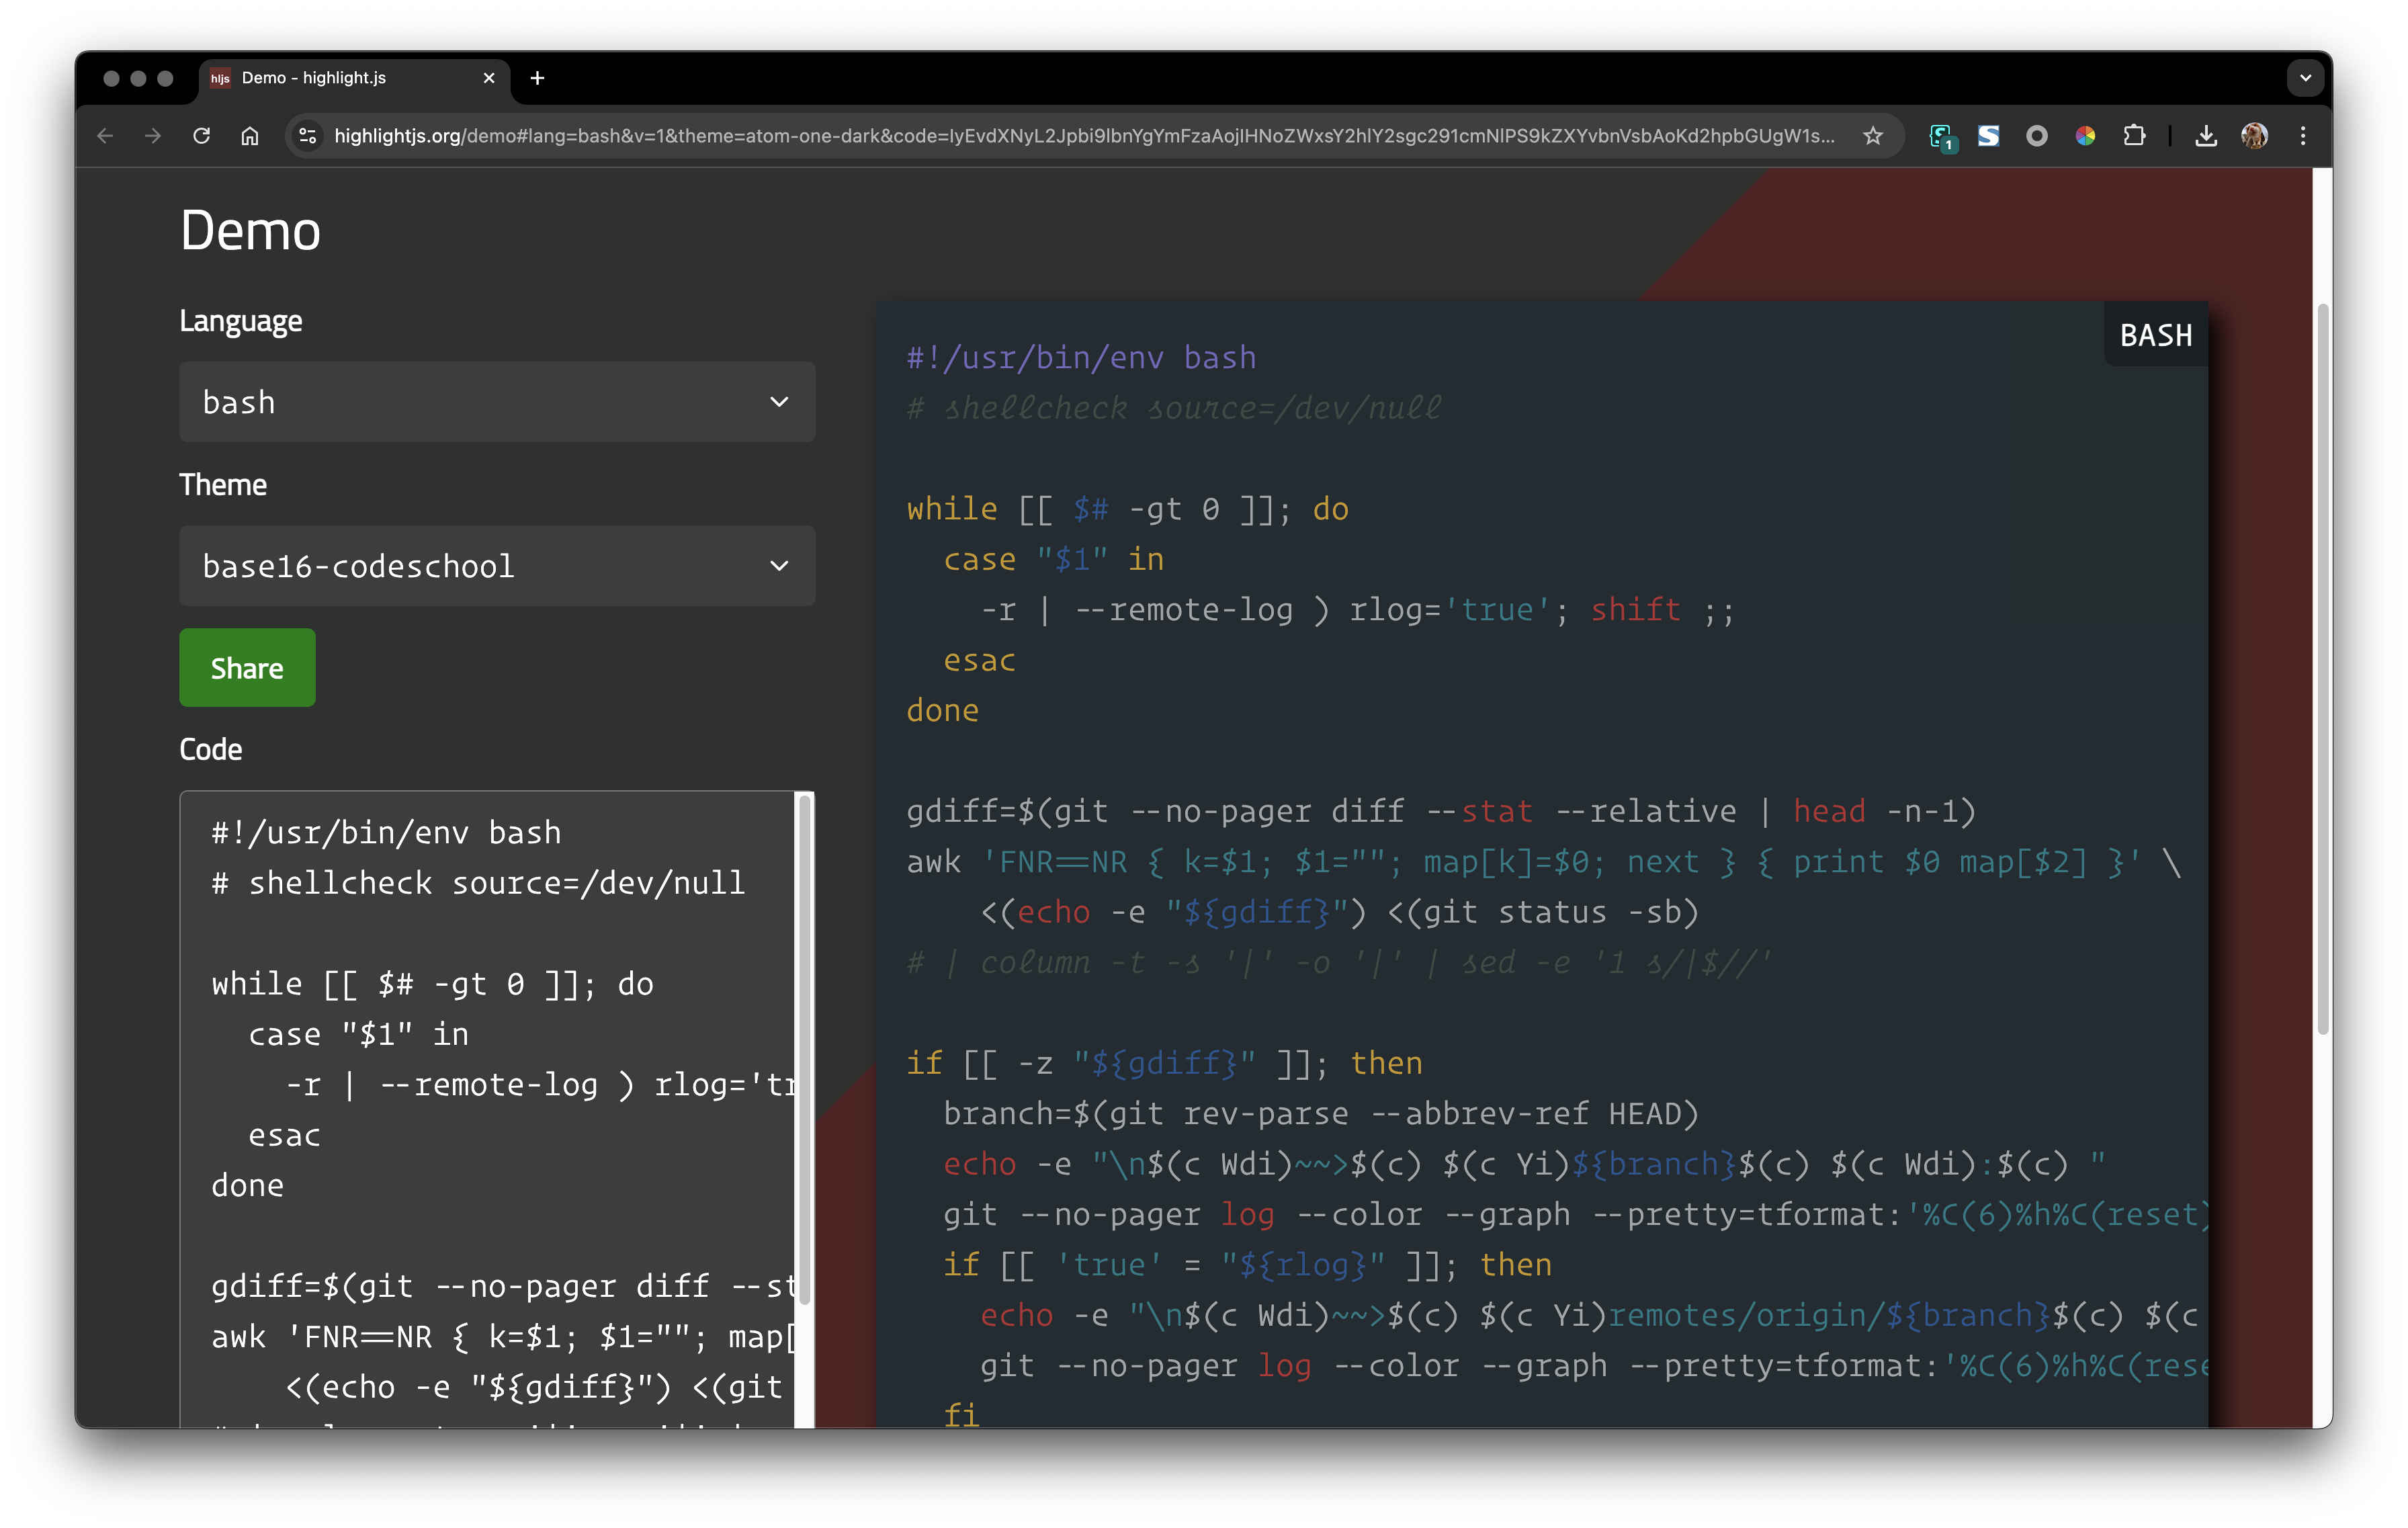 hljs Demo - highlight.js
highlightjs.org/demo#lang=bash&v=1&theme=atom-one-dark&code=IyEvdXNyL2Jpbi9lbnYgYmFzaAojIHNoZWxsY2hlY2sgc291cmNlPS9kZXYvbnVsbAoKd2hpbGUgW1s...
1
Demo
Language
bash
Theme
base16-codeschool
Share
Code
#!/usr/bin/env bash
# shellcheck source=/dev/null
while [[ $# -gt 0 ]]; do
  case "$1" in
    -r | --remote-log ) rlog='tr
  esac
done
gdiff=$(git --no-pager diff --st
awk 'FNR==NR { k=$1; $1=""; map[
    <(echo -e "${gdiff}") <(git
BASH
#!/usr/bin/env bash
# shellcheck source=/dev/null
while [[ $# -gt 0 ]]; do
  case "$1" in
    -r | --remote-log ) rlog='true'; shift ;;
  esac
done
gdiff=$(git --no-pager diff --stat --relative | head -n-1)
awk 'FNR==NR { k=$1; $1=""; map[k]=$0; next } { print $0 map[$2] }' \
    <(echo -e "${gdiff}") <(git status -sb)
# | column -t -s '|' -o '|' | sed -e '1 s/|$//'
if [[ -z "${gdiff}" ]]; then
  branch=$(git rev-parse --abbrev-ref HEAD)
  echo -e "\n$(c Wdi)~~>$(c) $(c Yi)${branch}$(c) $(c Wdi):$(c) "
  git --no-pager log --color --graph --pretty=tformat:'%C(6)%h%C(reset)
  if [[ 'true' = "${rlog}" ]]; then
    echo -e "\n$(c Wdi)~~>$(c) $(c Yi)remotes/origin/${branch}$(c) $(c
    git --no-pager log --color --graph --pretty=tformat:'%C(6)%h%C(rese
  fi